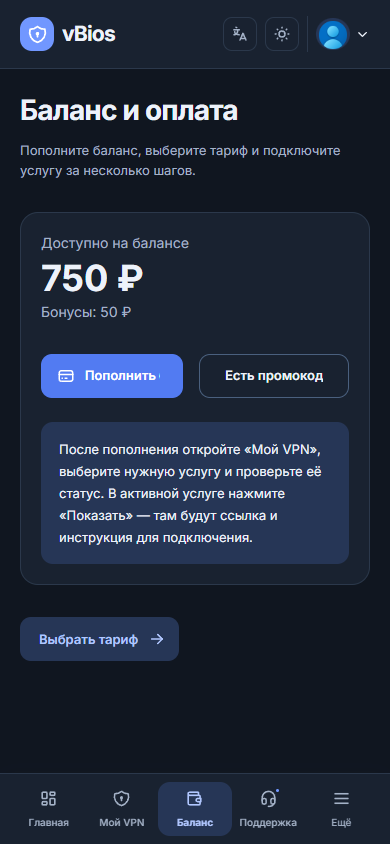 vBios
Баланс и оплата
Пополните баланс, выберите тариф и подключите
услугу за несколько шагов.
Доступно на балансе
750 ₽
Бонусы: 50 ₽
Пополнить
Есть промокод
После пополнения откройте «Мой VPN»,
выберите нужную услугу и проверьте её
статус. В активной услуге нажмите
«Показать» — там будут ссылка и
инструкция для подключения.
Выбрать тариф
Главная
Мой VPN
Баланс
Поддержка
Ещё